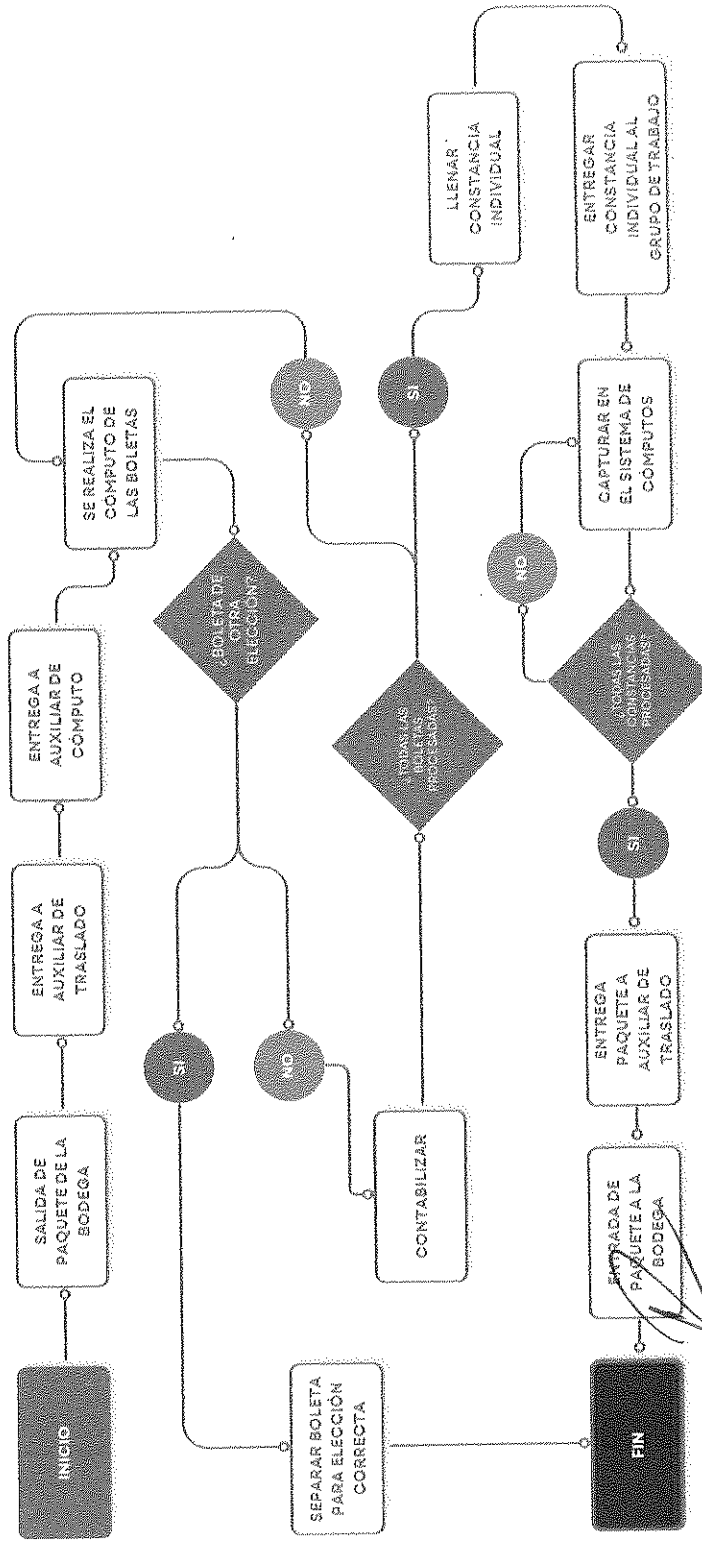 INICIO
SALIDA DE
PAQUETE DE LA
BODEGA
ENTREGA A
AUXILIAR DE
TRASLADO
ENTREGA A
AUXILIAR DE
CÓMPUTO
SE REALIZA EL
CÓMPUTO DE
LAS BOLETAS
¿BOLETA DE
OTRA
ELECCIÓN?
SI
NO
SEPARAR BOLETA
PARA ELECCIÓN
CORRECTA
CONTABILIZAR
¿TODAS LAS
BOLETAS
PROCESADAS?
NO
SI
LLENAR
CONSTANCIA
INDIVIDUAL
ENTREGAR
CONSTANCIA
INDIVIDUAL AL
GRUPO DE TRABAJO
CAPTURAR EN
EL SISTEMA DE
CÓMPUTOS
NO
¿TODAS LAS
CONSTANCIAS
PROCESADAS?
SI
ENTREGA
PAQUETE A
AUXILIAR DE
TRASLADO
ENTRADA DE
PAQUETE A LA
BODEGA
FIN